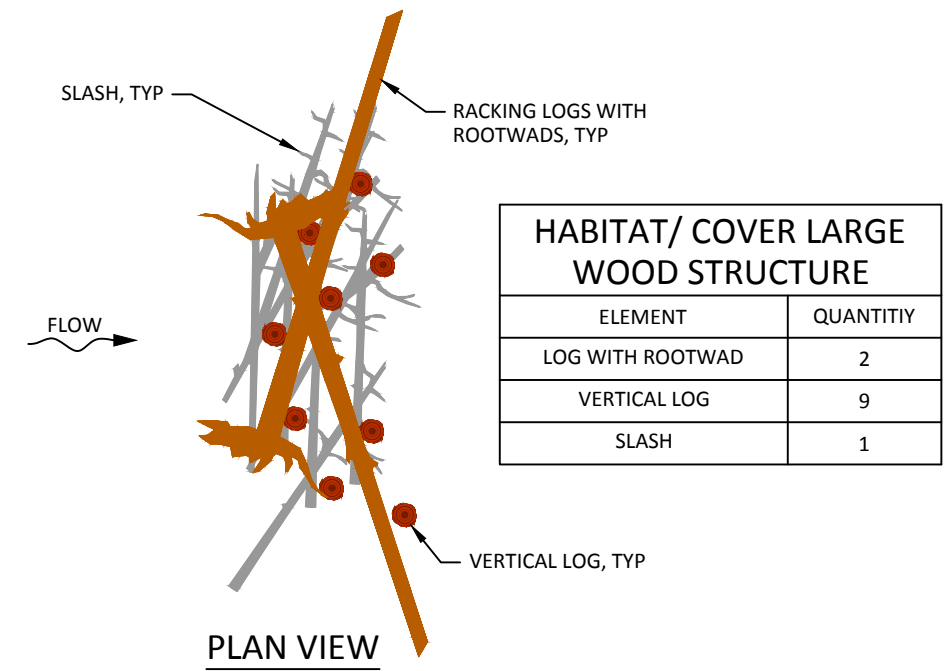 SLASH, TYP
RACKING LOGS WITH
ROOTWADS, TYP
FLOW
HABITAT/ COVER LARGE
WOOD STRUCTURE
ELEMENT QUANTITIY
LOG WITH ROOTWAD 2
VERTICAL LOG 9
SLASH 1
VERTICAL LOG, TYP
PLAN VIEW